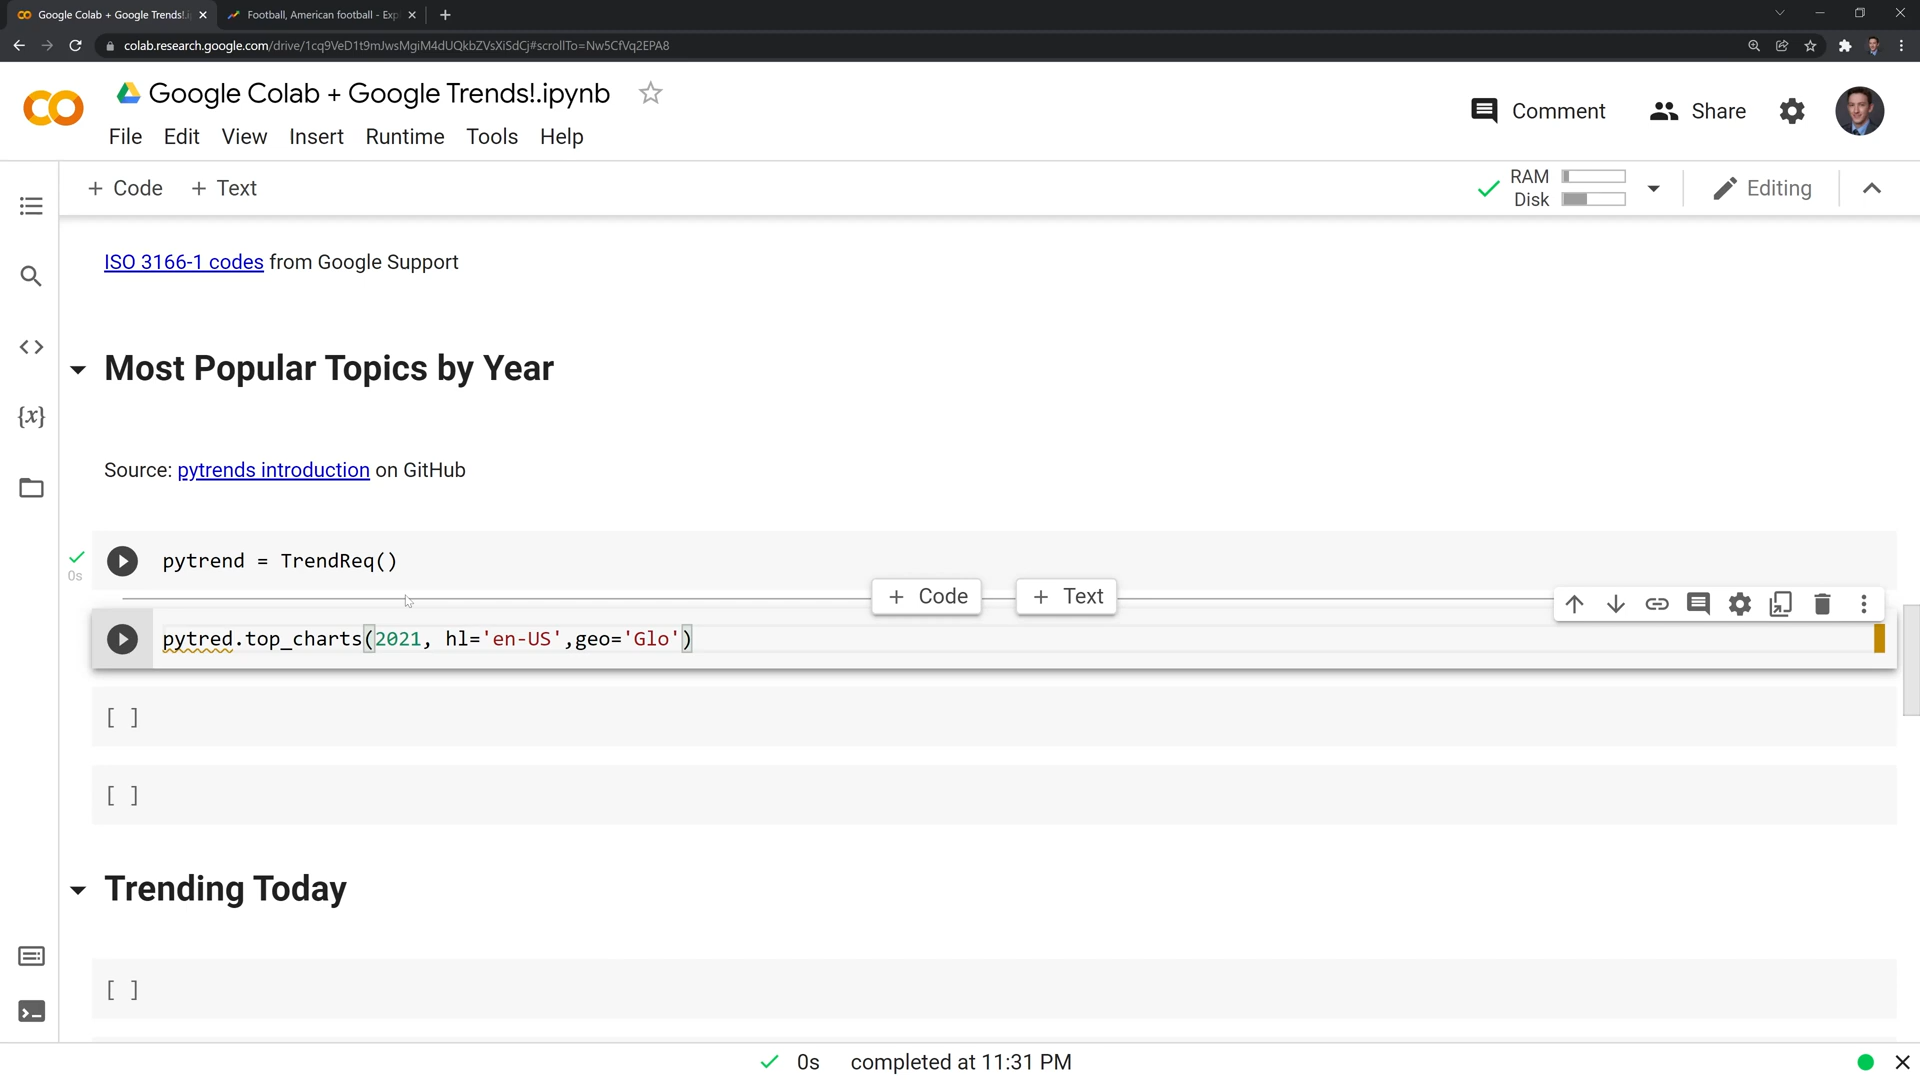 Google Colab + Google Trends!.i
Football, American football - Exp
colab.research.google.com/drive/1cq9VeD1t9mJwsMgiM4dUQkbZVsXiSdCj#scrollTo=Nw5CfVq2EPA8
Google Colab + Google Trends!.ipynb
Comment
Share
File Edit View Insert Runtime Tools Help
+ Code + Text
RAM
Disk
Editing
ISO 3166-1 codes from Google Support
Most Popular Topics by Year
Source: pytrends introduction on GitHub
pytrend = TrendReq()
0s
+ Code + Text
pytred.top_charts(2021, hl='en-US',geo='Glo')
[ ]
[ ]
Trending Today
[ ]
0s completed at 11:31 PM